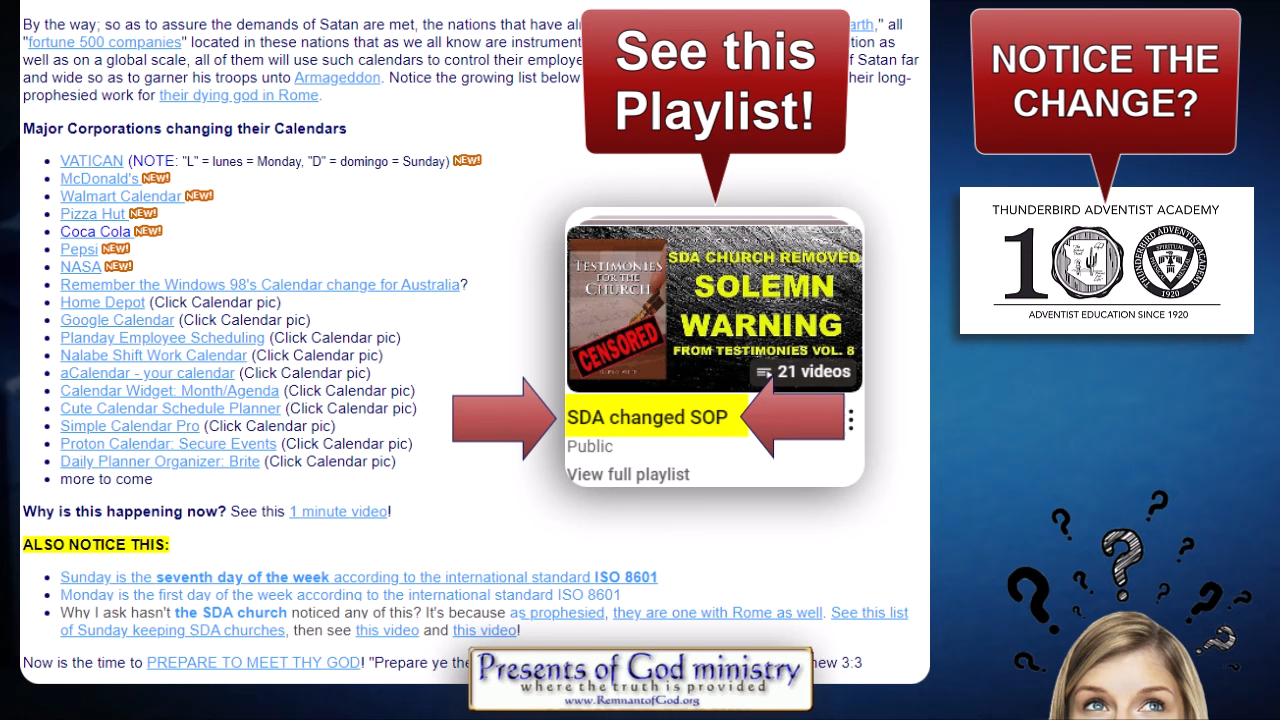 By the way; so as to assure the demands of Satan are met, the nations that have al
arth," all
"fortune 500 companies" located in these nations that as we all know are instrument
tion as
well as on a global scale, all of them will use such calendars to control their employe
of Satan far
and wide so as to garner his troops unto Armageddon. Notice the growing list below
heir long-
prophesied work for their dying god in Rome.
Major Corporations changing their Calendars
• VATICAN (NOTE: "L" = lunes = Monday, "D" = domingo = Sunday) NEW!
• McDonald's NEW!
• Walmart Calendar NEW!
• Pizza Hut NEW!
• Coca Cola NEW!
• Pepsi NEW!
• NASA NEW!
• Remember the Windows 98's Calendar change for Australia?
• Home Depot (Click Calendar pic)
• Google Calendar (Click Calendar pic)
• Planday Employee Scheduling (Click Calendar pic)
• Nalabe Shift Work Calendar (Click Calendar pic)
• aCalendar - your calendar (Click Calendar pic)
• Calendar Widget: Month/Agenda (Click Calendar pic)
• Cute Calendar Schedule Planner (Click Calendar pic)
• Simple Calendar Pro (Click Calendar pic)
• Proton Calendar: Secure Events (Click Calendar pic)
• Daily Planner Organizer: Brite (Click Calendar pic)
• more to come
Why is this happening now? See this 1 minute video!
ALSO NOTICE THIS:
• Sunday is the seventh day of the week according to the international standard ISO 8601
• Monday is the first day of the week according to the international standard ISO 8601
• Why I ask hasn't the SDA church noticed any of this? It's because as prophesied, they are one with Rome as well. See this list
of Sunday keeping SDA churches, then see this video and this video!
Now is the time to PREPARE TO MEET THY GOD! "Prepare ye the
hew 3:3
See this
Playlist!
TESTIMONIES
FOR THE
CHURCH
CENSORED
SDA CHURCH REMOVED
SOLEMN
WARNING
FROM TESTIMONIES VOL. 8
21 videos
SDA changed SOP
Public
View full playlist
NOTICE THE
CHANGE?
THUNDERBIRD ADVENTIST ACADEMY
100
THUNDERBIRD ADVENTIST ACADEMY
SPIRITUAL
1920
ADVENTIST EDUCATION SINCE 1920
Presents of God ministry
where the truth is provided
www.RemnantofGod.org